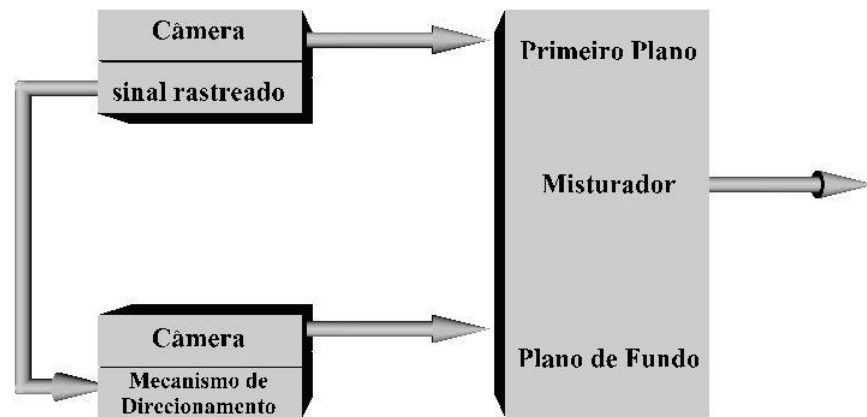 Câmera
sinal rastreado
Primeiro Plano
Misturador
Câmera
Mecanismo de
Direcionamento
Plano de Fundo